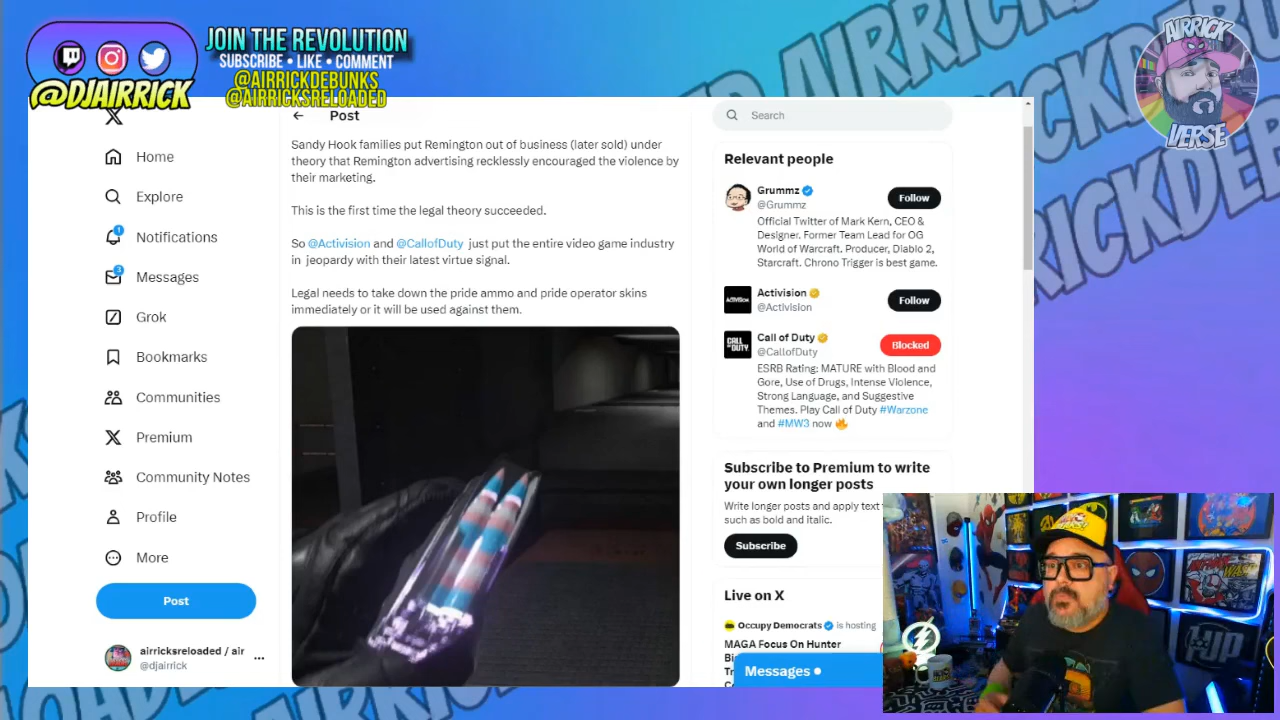 JOIN THE REVOLUTION
SUBSCRIBE • LIKE • COMMENT
@AIRRICKDEBUNKS
@AIRRICKSRELOADED
@DJAIRRICK
AIRRICK
VERSE
Home
Explore
1
Notifications
3
Messages
Grok
Bookmarks
Communities
Premium
Community Notes
Profile
More
Post
airricksreloaded / air
@djairrick
Post
Sandy Hook families put Remington out of business (later sold) under
theory that Remington advertising recklessly encouraged the violence by
their marketing.
This is the first time the legal theory succeeded.
So @Activision and @CallofDuty just put the entire video game industry
in jeopardy with their latest virtue signal.
Legal needs to take down the pride ammo and pride operator skins
immediately or it will be used against them.
Search
Relevant people
Grummz
@Grummz
Follow
Official Twitter of Mark Kern, CEO &
Designer. Former Team Lead for OG
World of Warcraft. Producer, Diablo 2,
Starcraft. Chrono Trigger is best game.
Activision
@Activision
Follow
Call of Duty
@CallofDuty
Blocked
ESRB Rating: MATURE with Blood and
Gore, Use of Drugs, Intense Violence,
Strong Language, and Suggestive
Themes. Play Call of Duty #Warzone
and #MW3 now
Subscribe to Premium to write
your own longer posts
Write longer posts and apply text
such as bold and italic.
Subscribe
Live on X
Occupy Democrats is hosting
MAGA Focus On Hunter
Messages
1UP